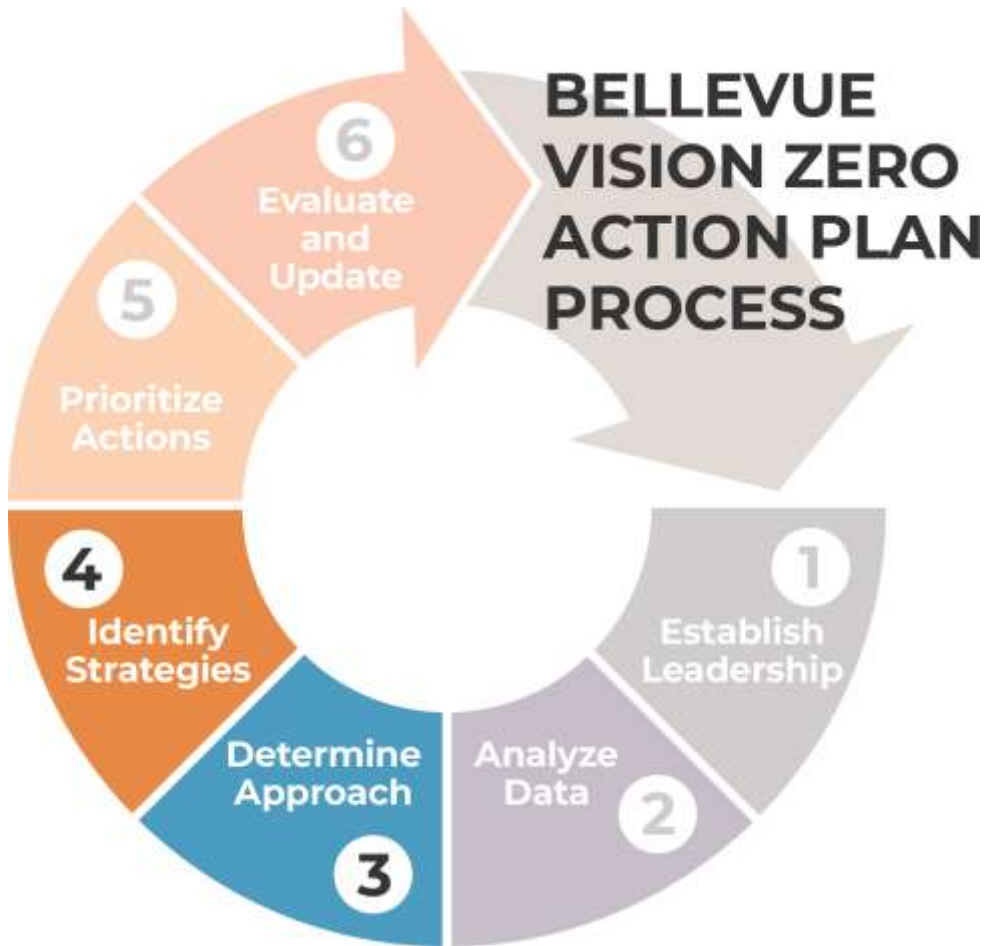 BELLEVUE
VISION ZERO
ACTION PLAN
PROCESS
1
Establish
Leadership
2
Analyze
Data
3
Determine
Approach
4
Identify
Strategies
5
Prioritize
Actions
6
Evaluate
and
Update